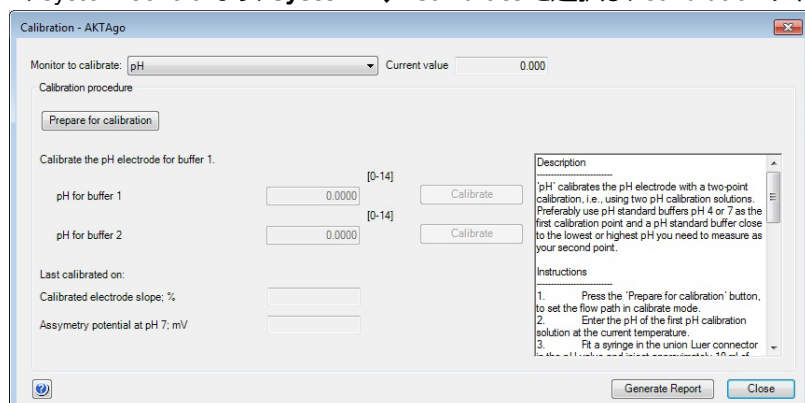 Calibration - AKTAgo
Monitor to calibrate: pH Current value 0.000
Calibration procedure
Prepare for calibration
Calibrate the pH electrode for buffer 1.
[0-14]
pH for buffer 1 0.0000 Calibrate
[0-14]
pH for buffer 2 0.0000 Calibrate
Last calibrated on:
Calibrated electrode slope; %
Assymetry potential at pH 7; mV
Description
---------------------------
'pH' calibrates the pH electrode with a two-point
calibration, i.e., using two pH calibration solutions.
Preferably use pH standard buffers pH 4 or 7 as the
first calibration point and a pH standard buffer close
to the lowest or highest pH you need to measure as
your second point.
Instructions
---------------------------
1. Press the 'Prepare for calibration' button,
to set the flow path in calibrate mode.
2. Enter the pH of the first pH calibration
solution at the current temperature.
3. Fit a syringe in the union Luer connector
Generate Report Close